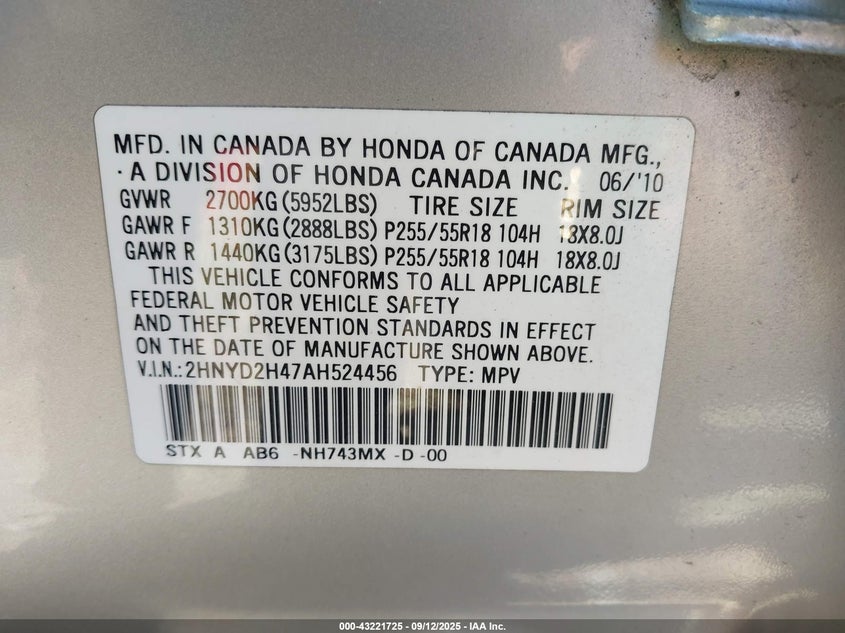 MFD. IN CANADA BY HONDA OF CANADA MFG.,
· A DIVISION OF HONDA CANADA INC. 06/'10
GVWR 2700KG(5952LBS) TIRE SIZE RIM SIZE
GAWR F 1310KG(2888LBS) P255/55R18 104H 18X8.0J
GAWR R 1440KG(3175LBS) P255/55R18 104H 18X8.0J
THIS VEHICLE CONFORMS TO ALL APPLICABLE
FEDERAL MOTOR VEHICLE SAFETY
AND THEFT PREVENTION STANDARDS IN EFFECT
ON THE DATE OF MANUFACTURE SHOWN ABOVE.
V.I.N.: 2HNYD2H47AH524456 TYPE: MPV
STX A AB6 -NH743MX -D -00
000-43221725 - 09/12/2025 - IAA Inc.